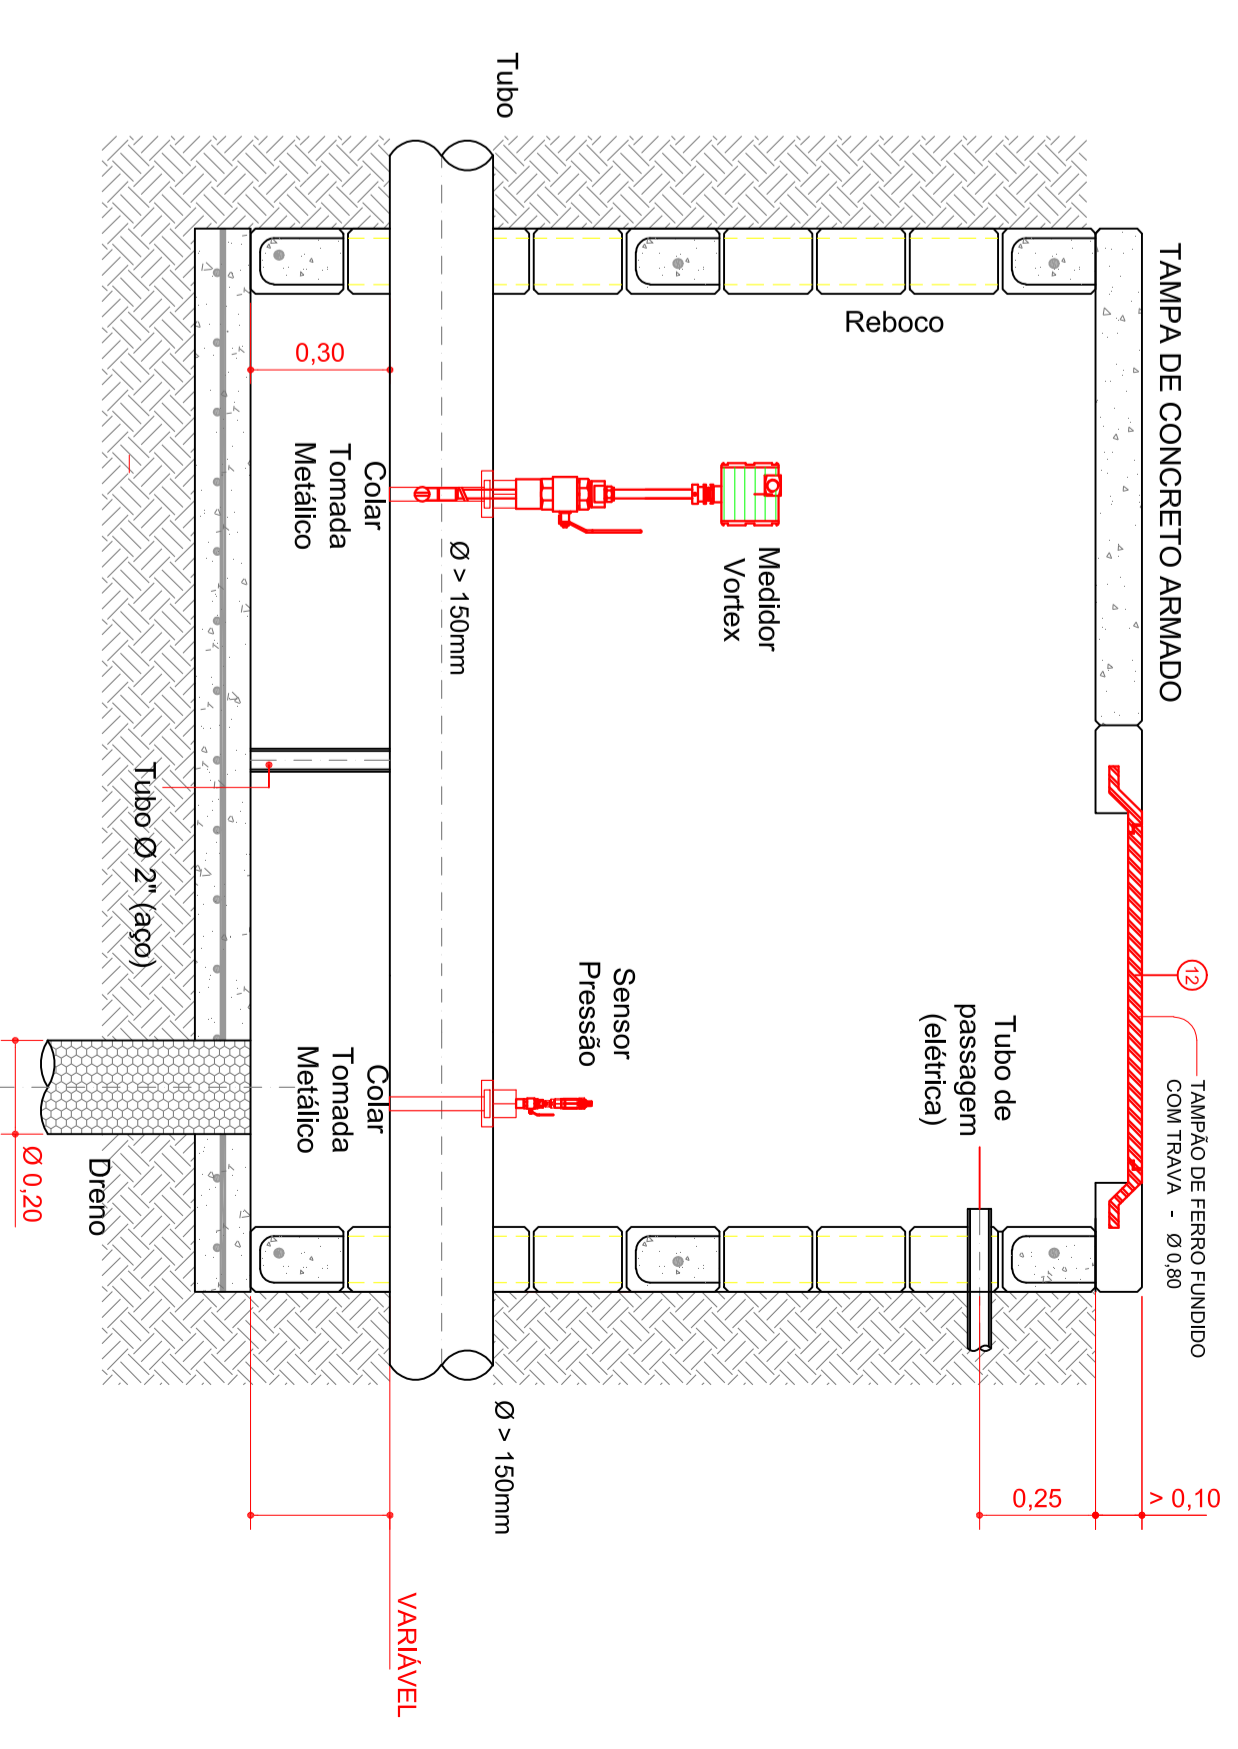 TAMPA DE CONCRETO ARMADO
12
TAMPÃO DE FERRO FUNDIDO
COM TRAVA - Ø 0,80
> 0,10
0,25
Tubo de
passagem
(elétrica)
Reboco
Medidor
Vortex
Sensor
Pressão
Tubo
Ø > 150mm
Ø > 150mm
0,30
Colar
Tomada
Metálico
Colar
Tomada
Metálico
VARIÁVEL
Tubo Ø 2" (aço)
Dreno
Ø 0,20